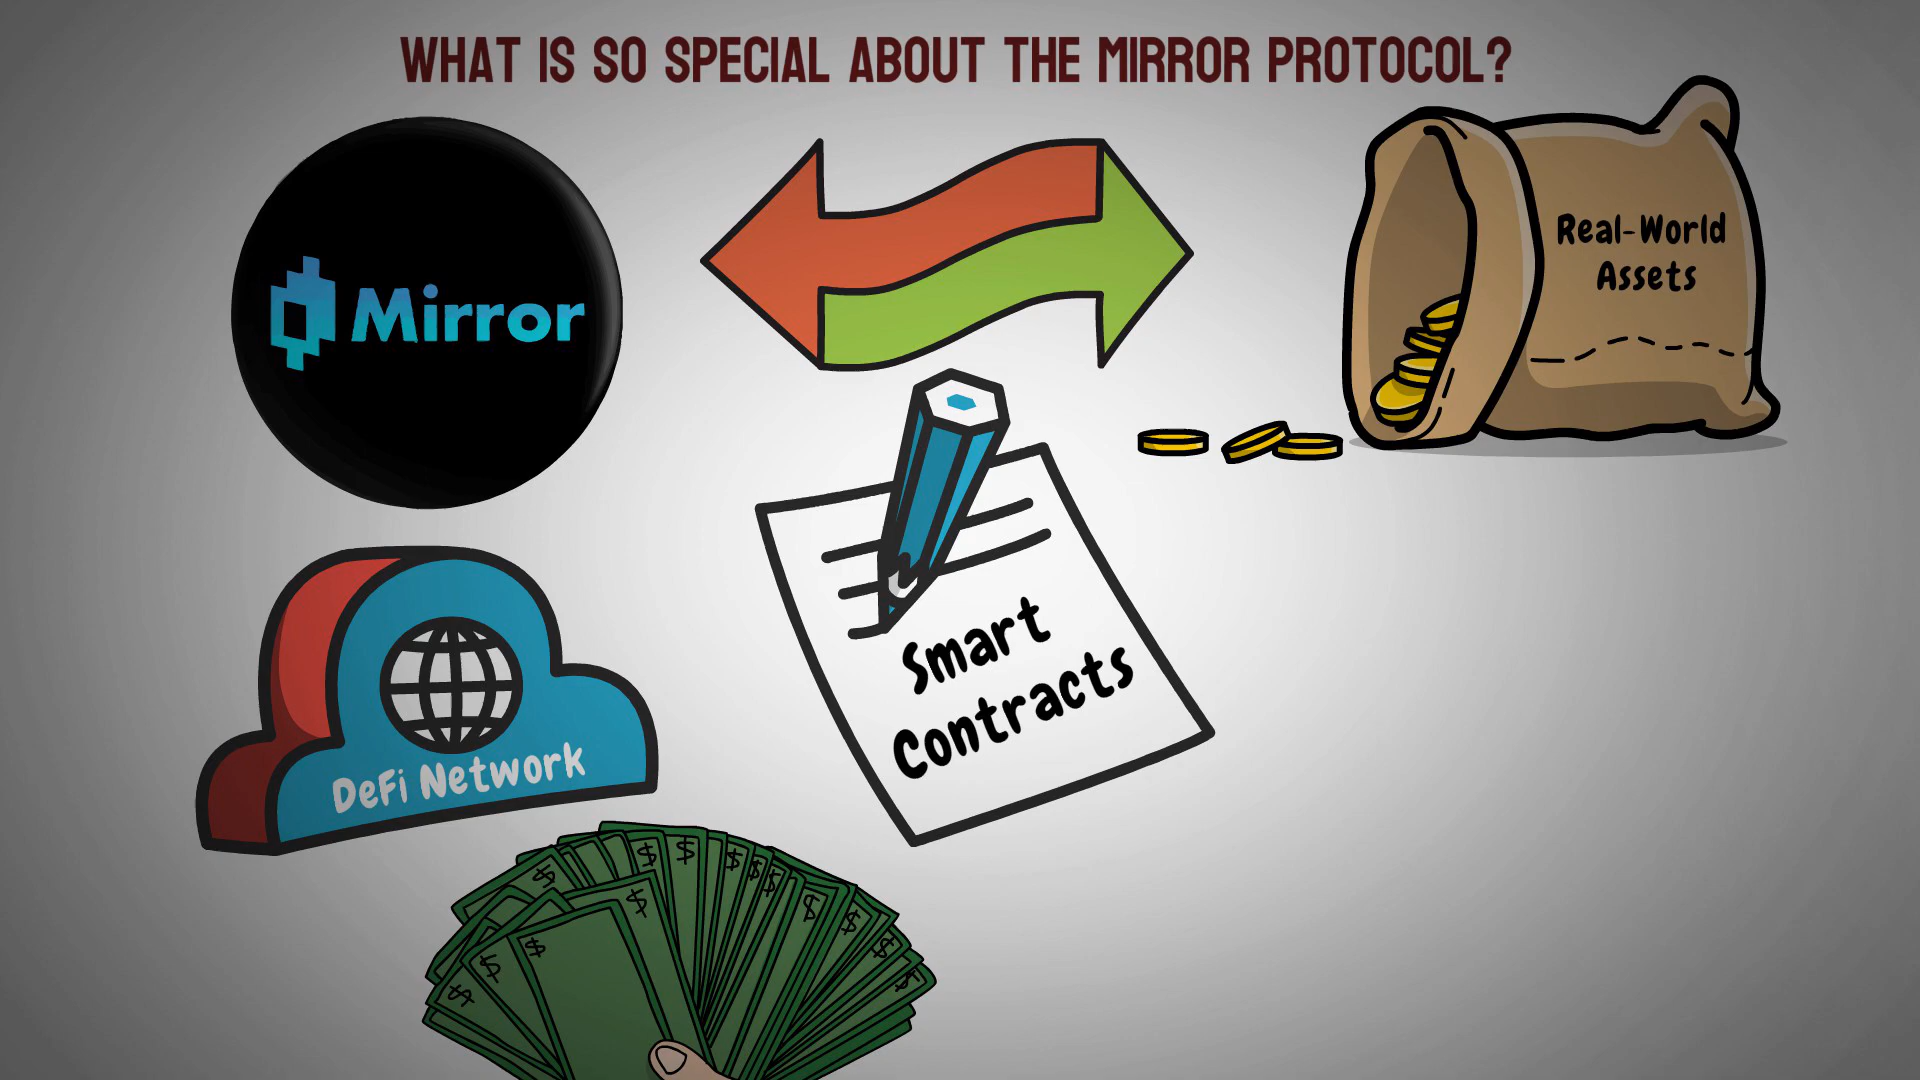 WHAT IS SO SPECIAL ABOUT THE MIRROR PROTOCOL?
Mirror
Real-World
Assets
Smart
Contracts
DeFi Network
$ $ $ $ $ $ $ $ $ $ $ $ $